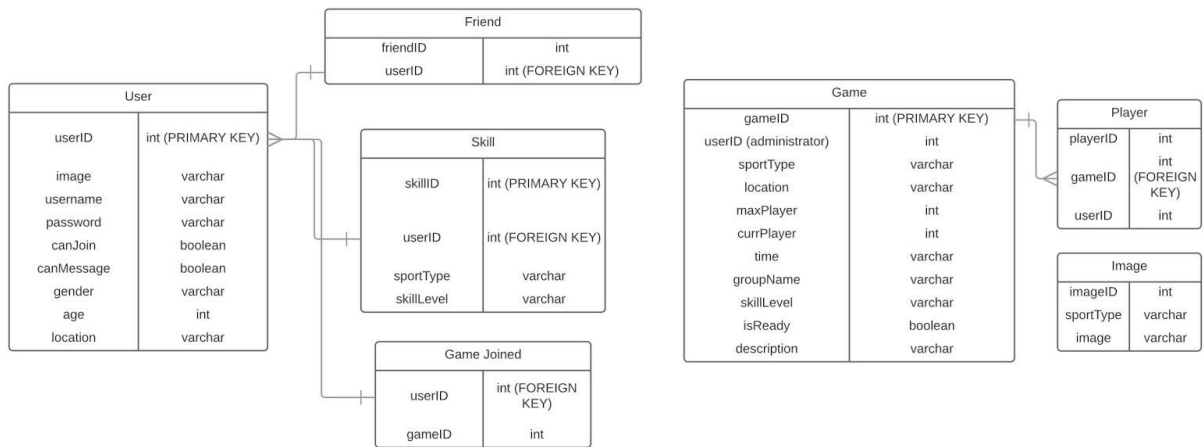 Friend
friendID int
userID int (FOREIGN KEY)
User
userID int (PRIMARY KEY)
image varchar
username varchar
password varchar
canJoin boolean
canMessage boolean
gender varchar
age int
location varchar
Skill
skillID int (PRIMARY KEY)
userID int (FOREIGN KEY)
sportType varchar
skillLevel varchar
Game Joined
userID int (FOREIGN
KEY)
gameID int
Game
gameID int (PRIMARY KEY)
userID (administrator) int
sportType varchar
location varchar
maxPlayer int
currPlayer int
time varchar
groupName varchar
skillLevel varchar
isReady boolean
description varchar
Player
playerID int
gameID int
(FOREIGN
KEY)
userID int
Image
imageID int
sportType varchar
image varchar